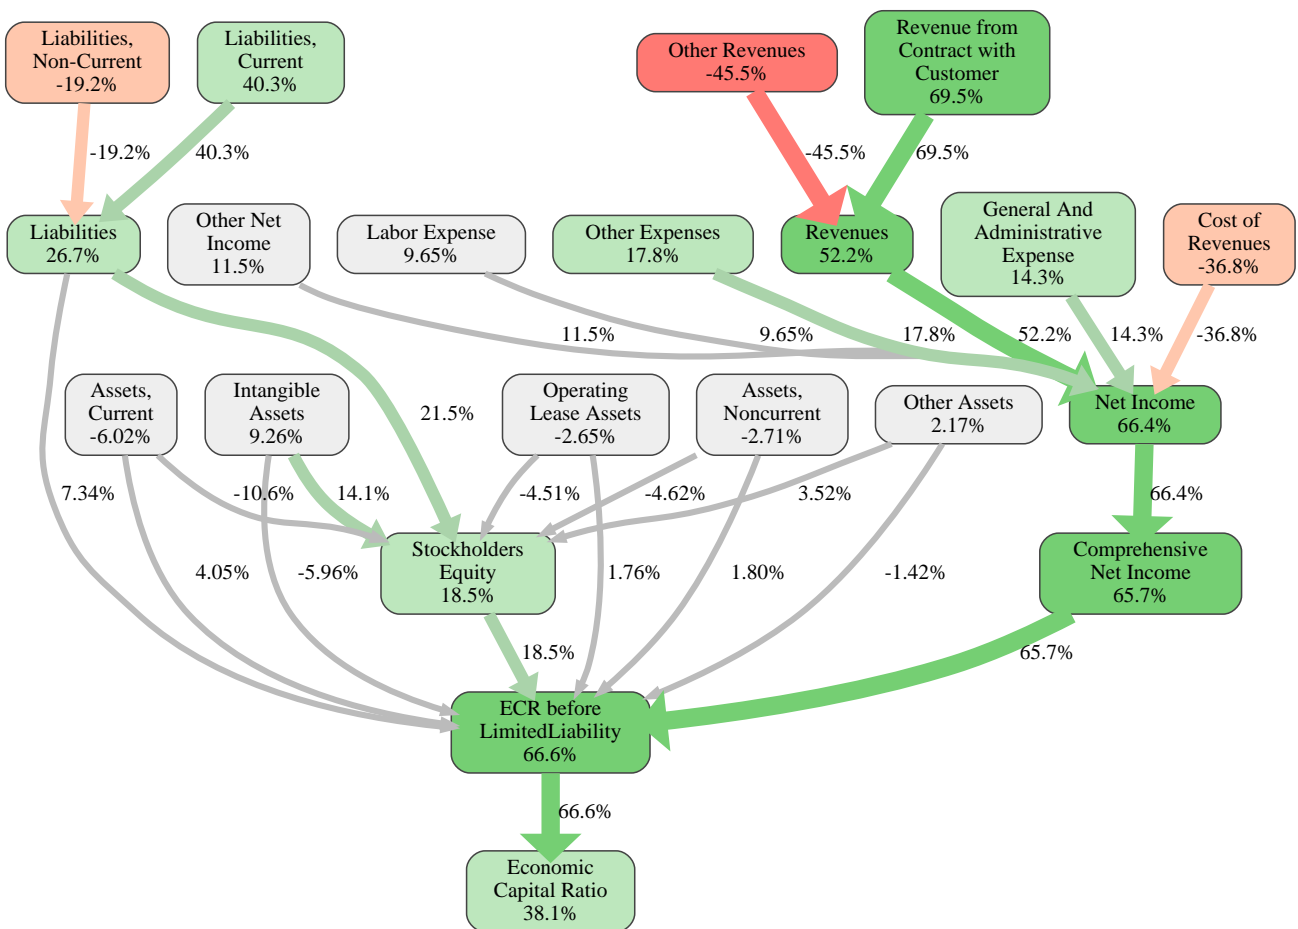 Liabilities,
Non-Current
-19.2%
Liabilities,
Current
40.3%
Other Revenues
-45.5%
Revenue from
Contract with
Customer
69.5%
-19.2%
40.3%
-45.5%
69.5%
Liabilities
26.7%
Other Net
Income
11.5%
Labor Expense
9.65%
Other Expenses
17.8%
Revenues
52.2%
General And
Administrative
Expense
14.3%
Cost of
Revenues
-36.8%
11.5%
9.65%
17.8%
52.2%
14.3%
-36.8%
Assets,
Current
-6.02%
Intangible
Assets
9.26%
21.5%
Operating
Lease Assets
-2.65%
Assets,
Noncurrent
-2.71%
Other Assets
2.17%
Net Income
66.4%
7.34%
-10.6%
14.1%
-4.51%
-4.62%
3.52%
66.4%
4.05%
-5.96%
Stockholders
Equity
18.5%
1.76%
1.80%
-1.42%
Comprehensive
Net Income
65.7%
18.5%
65.7%
ECR before
LimitedLiability
66.6%
66.6%
Economic
Capital Ratio
38.1%